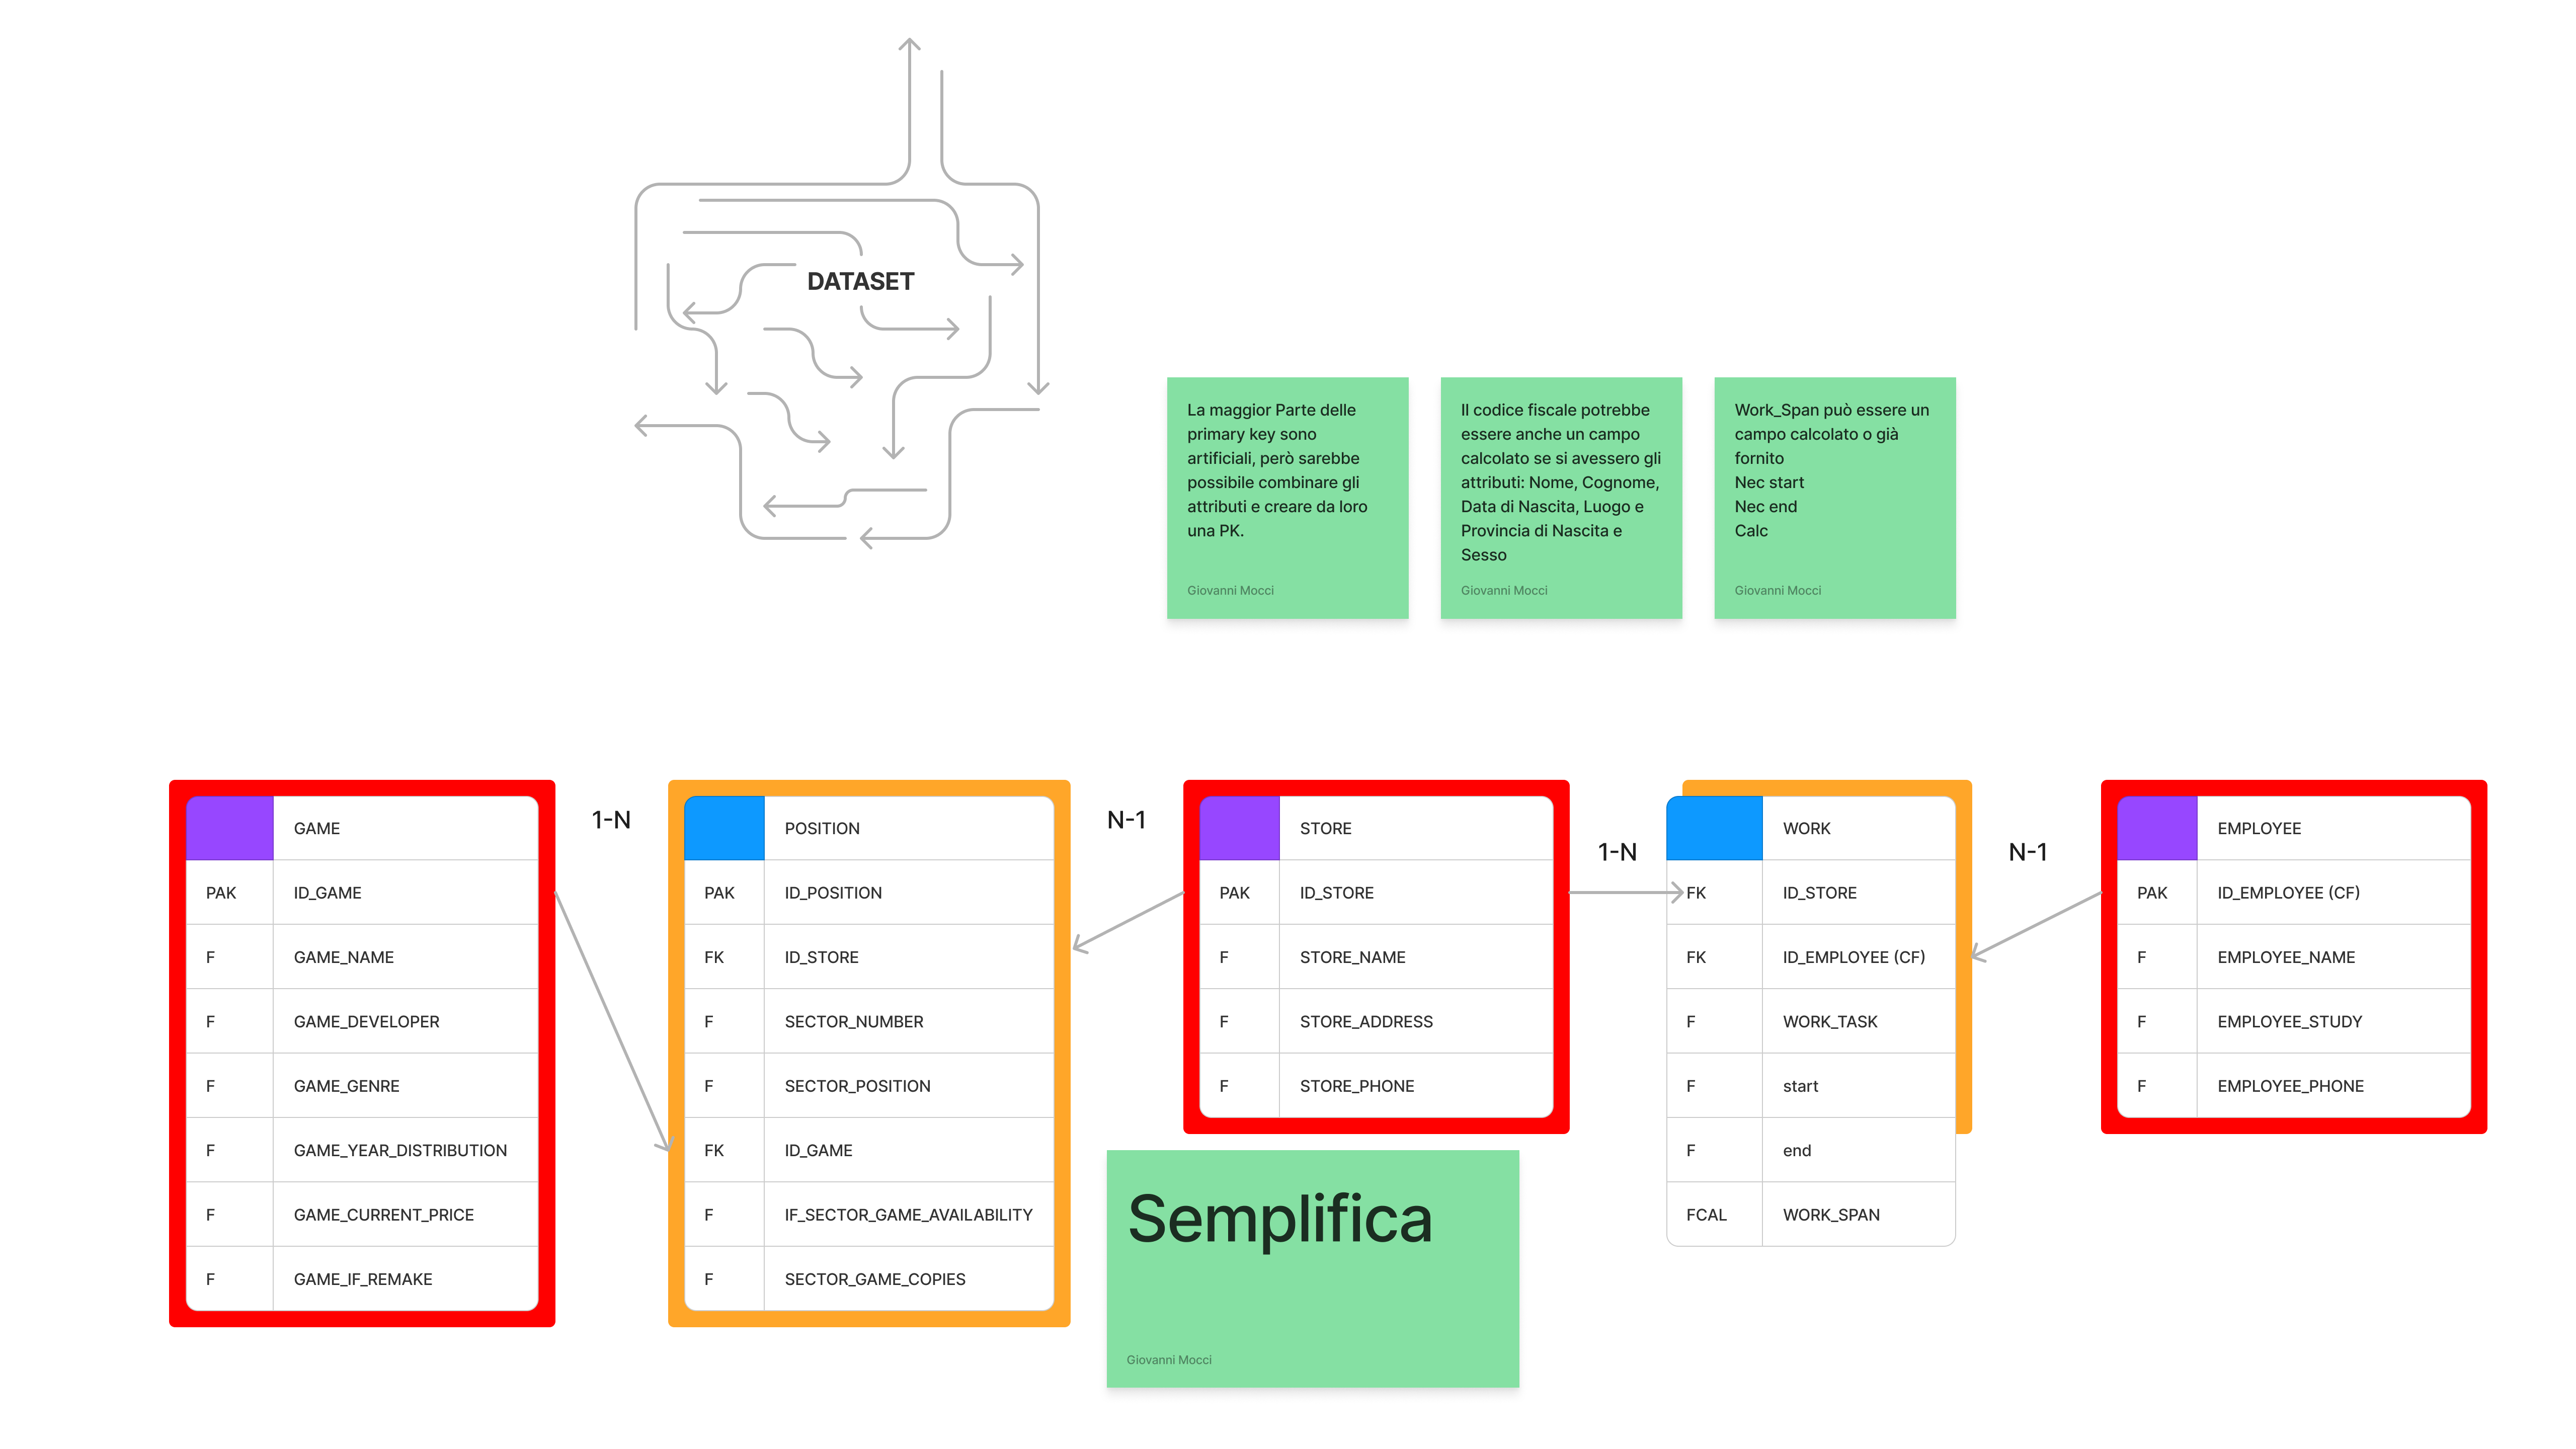 DATASET
La maggior Parte delle
primary key sono
artificiali, però sarebbe
possibile combinare gli
attributi e creare da loro
una PK.
Giovanni Mocci
Il codice fiscale potrebbe
essere anche un campo
calcolato se si avessero gli
attributi: Nome, Cognome,
Data di Nascita, Luogo e
Provincia di Nascita e
Sesso
Giovanni Mocci
Work_Span può essere un
campo calcolato o già
fornito
Nec start
Nec end
Calc
Giovanni Mocci
GAME
PAK ID_GAME
F GAME_NAME
F GAME_DEVELOPER
F GAME_GENRE
F GAME_YEAR_DISTRIBUTION
F GAME_CURRENT_PRICE
F GAME_IF_REMAKE
1-N
POSITION
PAK ID_POSITION
FK ID_STORE
F SECTOR_NUMBER
F SECTOR_POSITION
FK ID_GAME
F IF_SECTOR_GAME_AVAILABILITY
F SECTOR_GAME_COPIES
N-1
STORE
PAK ID_STORE
F STORE_NAME
F STORE_ADDRESS
F STORE_PHONE
1-N
WORK
FK ID_STORE
FK ID_EMPLOYEE (CF)
F WORK_TASK
F start
F end
FCAL WORK_SPAN
N-1
EMPLOYEE
PAK ID_EMPLOYEE (CF)
F EMPLOYEE_NAME
F EMPLOYEE_STUDY
F EMPLOYEE_PHONE
Semplifica
Giovanni Mocci